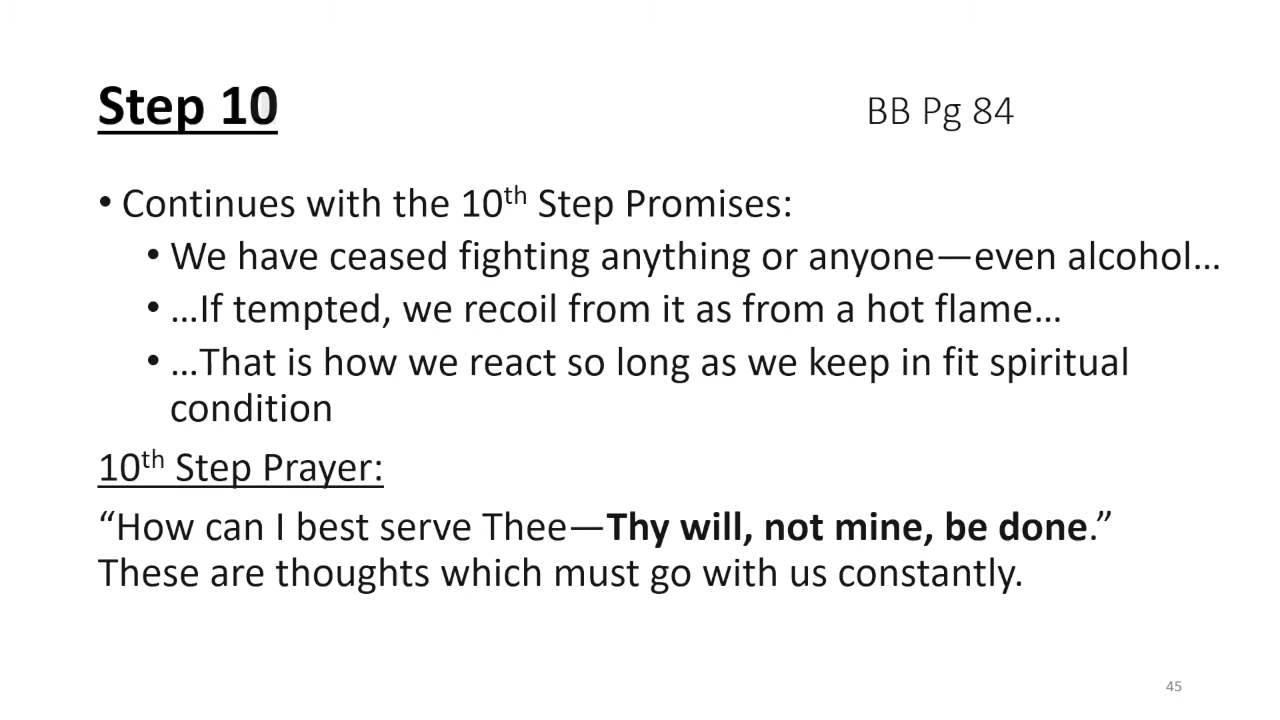 Step 10
BB Pg 84
• Continues with the 10th Step Promises:
• We have ceased fighting anything or anyone—even alcohol…
• …If tempted, we recoil from it as from a hot flame…
• …That is how we react so long as we keep in fit spiritual
condition
10th Step Prayer:
“How can I best serve Thee—Thy will, not mine, be done.”
These are thoughts which must go with us constantly.
45